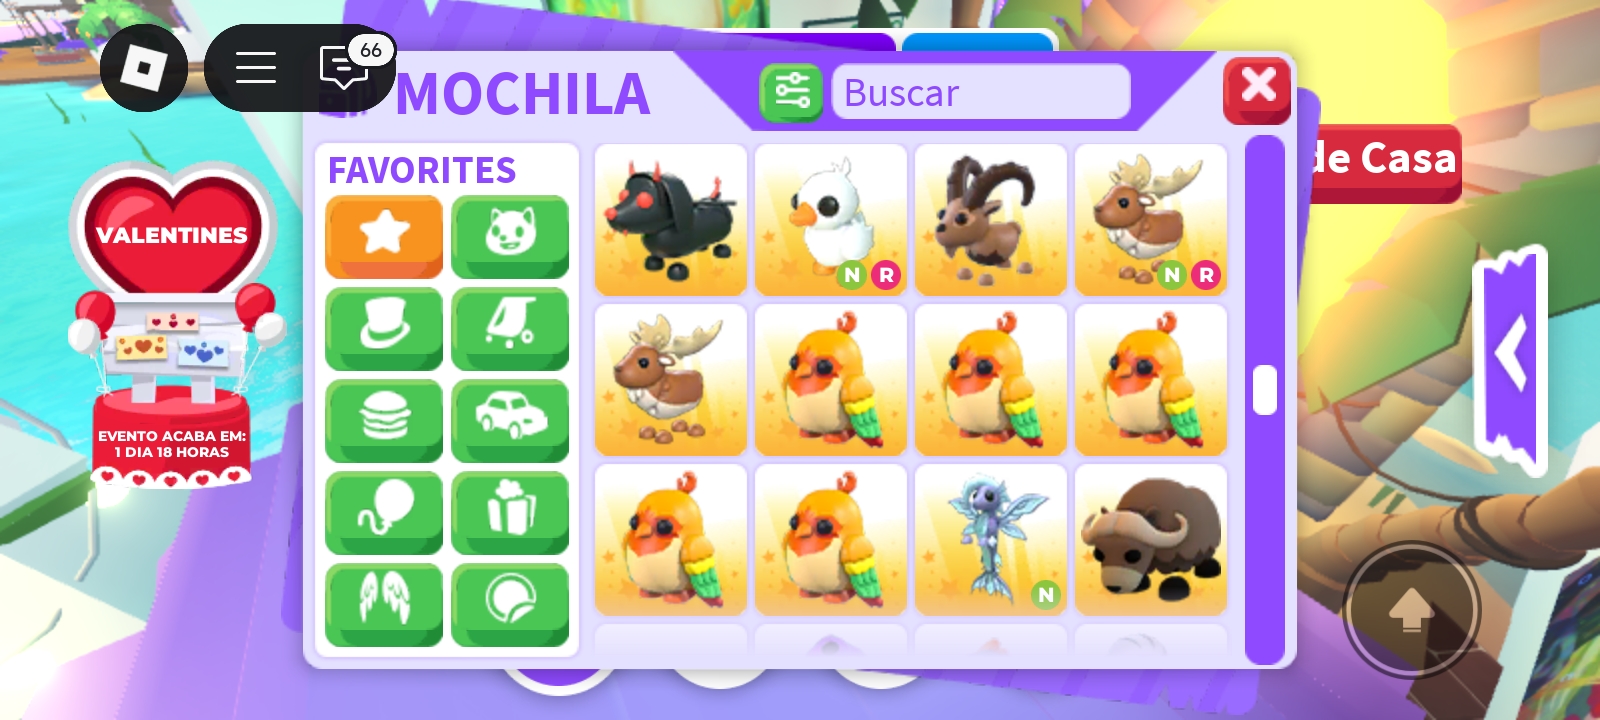 66
MOCHILA
Buscar
FAVORITES
de Casa
VALENTINES
EVENTO ACABA EM:
1 DIA 18 HORAS
N R
N R
N